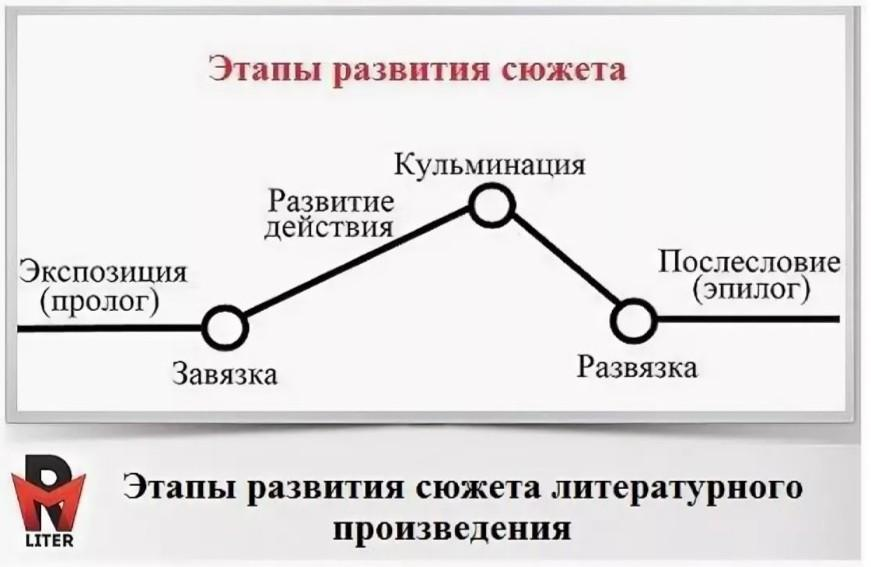 Этапы развития сюжета
Кульминация
Развитие
действия
Экспозиция
(пролог)
Послесловие
(эпилог)
Завязка
Развязка
Этапы развития сюжета литературного
произведения
LITER